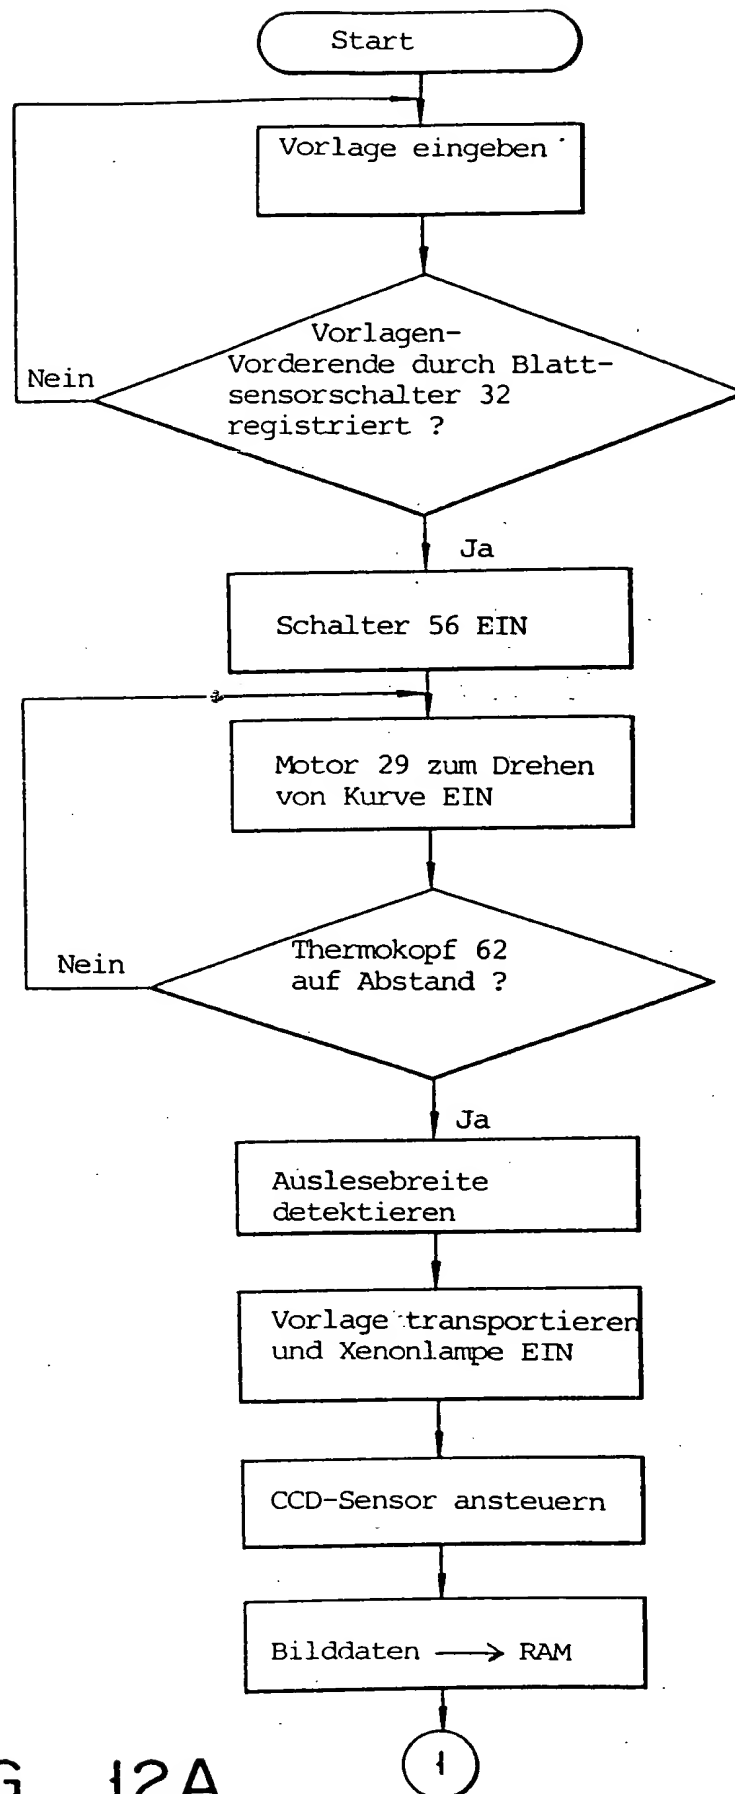 Start
Vorlage eingeben
Vorlagen-
Vorderende durch Blatt-
sensorschalter 32
registriert ?
Nein
Ja
Schalter 56 EIN
Motor 29 zum Drehen
von Kurve EIN
Thermokopf 62
auf Abstand ?
Nein
Ja
Auslesebreite
detektieren
Vorlage transportieren
und Xenonlampe EIN
CCD-Sensor ansteuern
Bilddaten → RAM
1
G. 12A